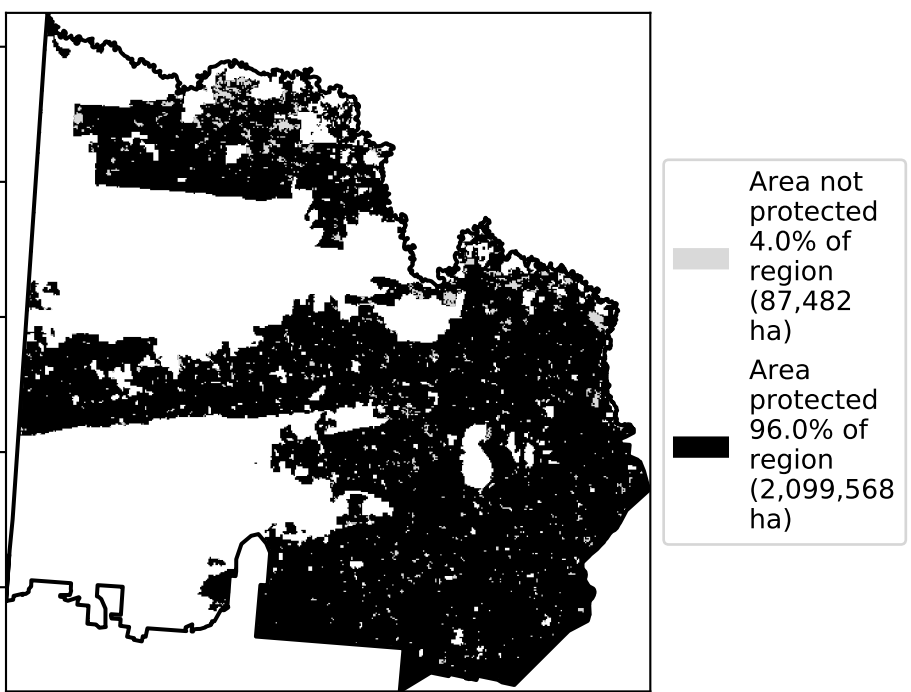 Area not
protected
4.0% of
region
(87,482
ha)
Area
protected
96.0% of
region
(2,099,568
ha)